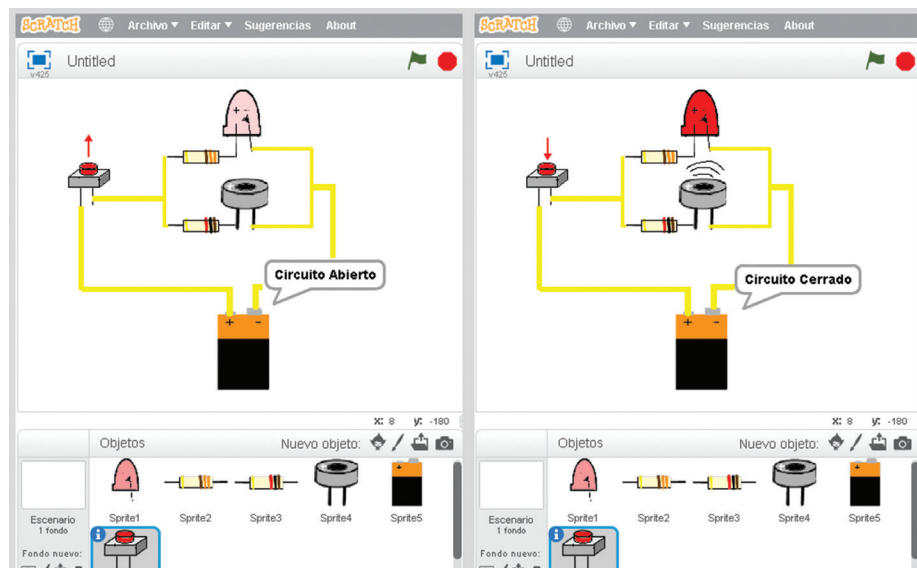 SCRATCH Archivo ▼ Editar ▼ Sugerencias About
Untitled
v425
Circuito Abierto
+ -
+ -
X: 8 y: -180
Objetos Nuevo objeto:
Escenario
1 fondo
Sprite1 Sprite2 Sprite3 Sprite4 Sprite5
Fondo nuevo:
SCRATCH Archivo ▼ Editar ▼ Sugerencias About
Untitled
v425
Circuito Cerrado
+ -
+ -
X: 8 y: -180
Objetos Nuevo objeto:
Escenario
1 fondo
Sprite1 Sprite2 Sprite3 Sprite4 Sprite5
Fondo nuevo: